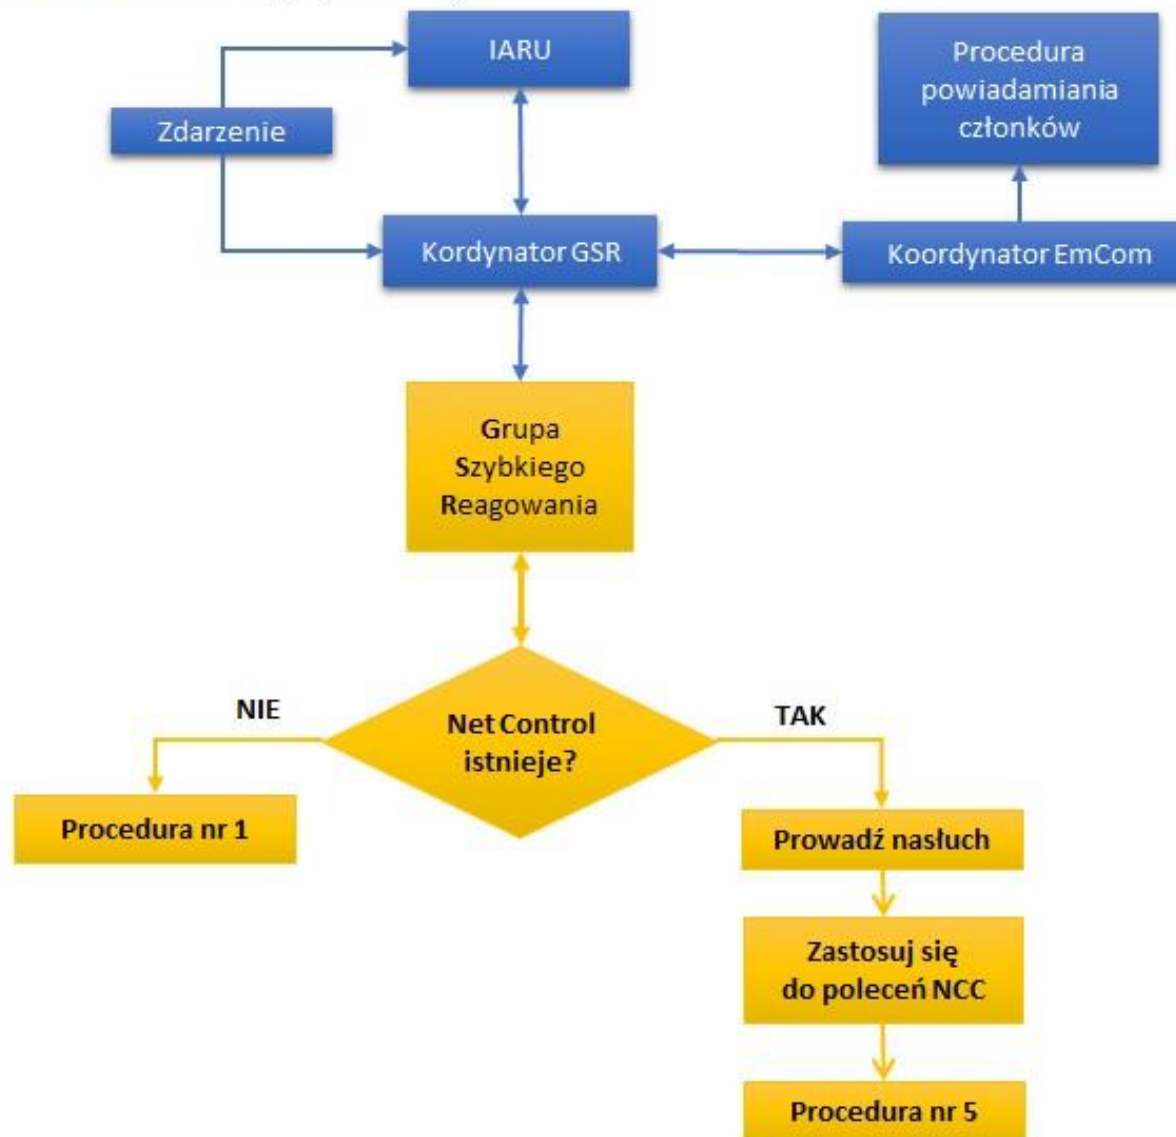 IARU
Procedura
powiadamiania
członków
Zdarzenie
Kordynator GSR
Koordynator EmCom
Grupa
Szybkiego
Reagowania
NIE
TAK
Net Control
istnieje?
Procedura nr 1
Prowadź nasłuch
Zastosuj się
do poleceń NCC
Procedura nr 5